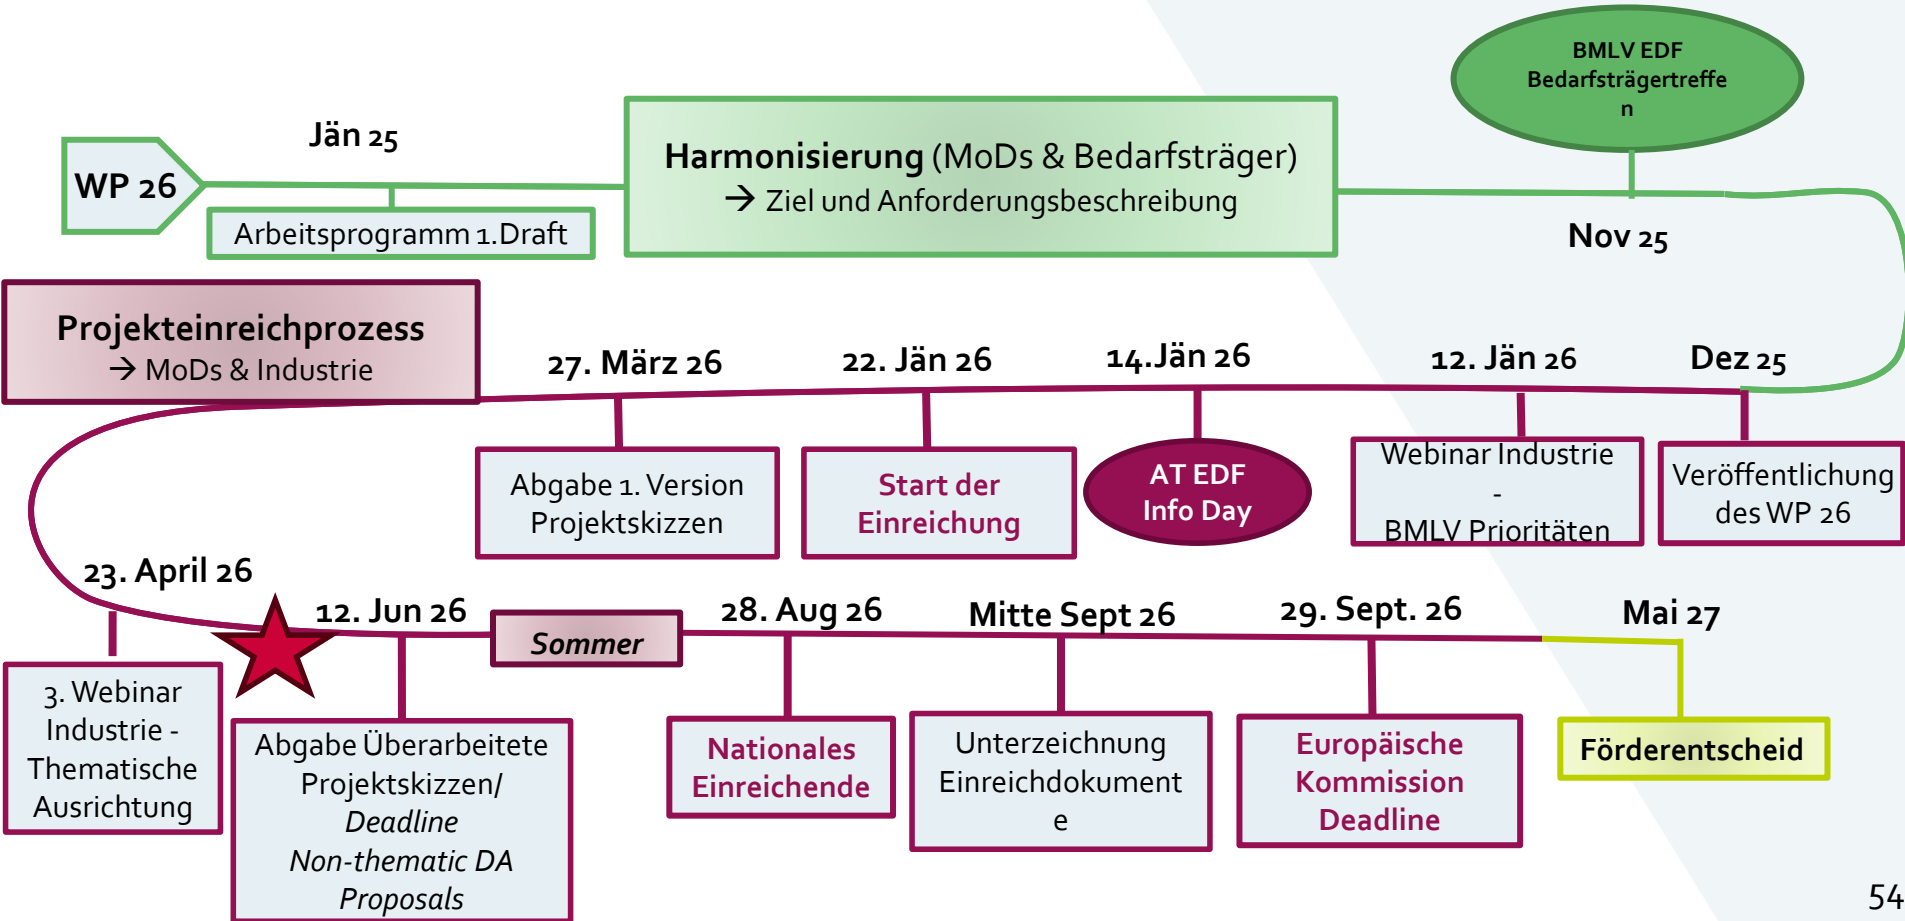 BMLV EDF
Bedarfsträgertreffe
n
Jän 25
WP 26
Arbeitsprogramm 1.Draft
Harmonisierung (MoDs & Bedarfsträger)
→ Ziel und Anforderungsbeschreibung
Nov 25
Projekteinreichprozess
→ MoDs & Industrie
27. März 26
22. Jän 26
14.Jän 26
12. Jän 26
Dez 25
Abgabe 1. Version
Projektskizzen
Start der
Einreichung
AT EDF
Info Day
Webinar Industrie
-
BMLV Prioritäten
Veröffentlichung
des WP 26
23. April 26
12. Jun 26
Sommer
28. Aug 26
Mitte Sept 26
29. Sept. 26
Mai 27
3. Webinar
Industrie -
Thematische
Ausrichtung
Abgabe Überarbeitete
Projektskizzen/
Deadline
Non-thematic DA
Proposals
Nationales
Einreichende
Unterzeichnung
Einreichdokument
e
Europäische
Kommission
Deadline
Förderentscheid
54